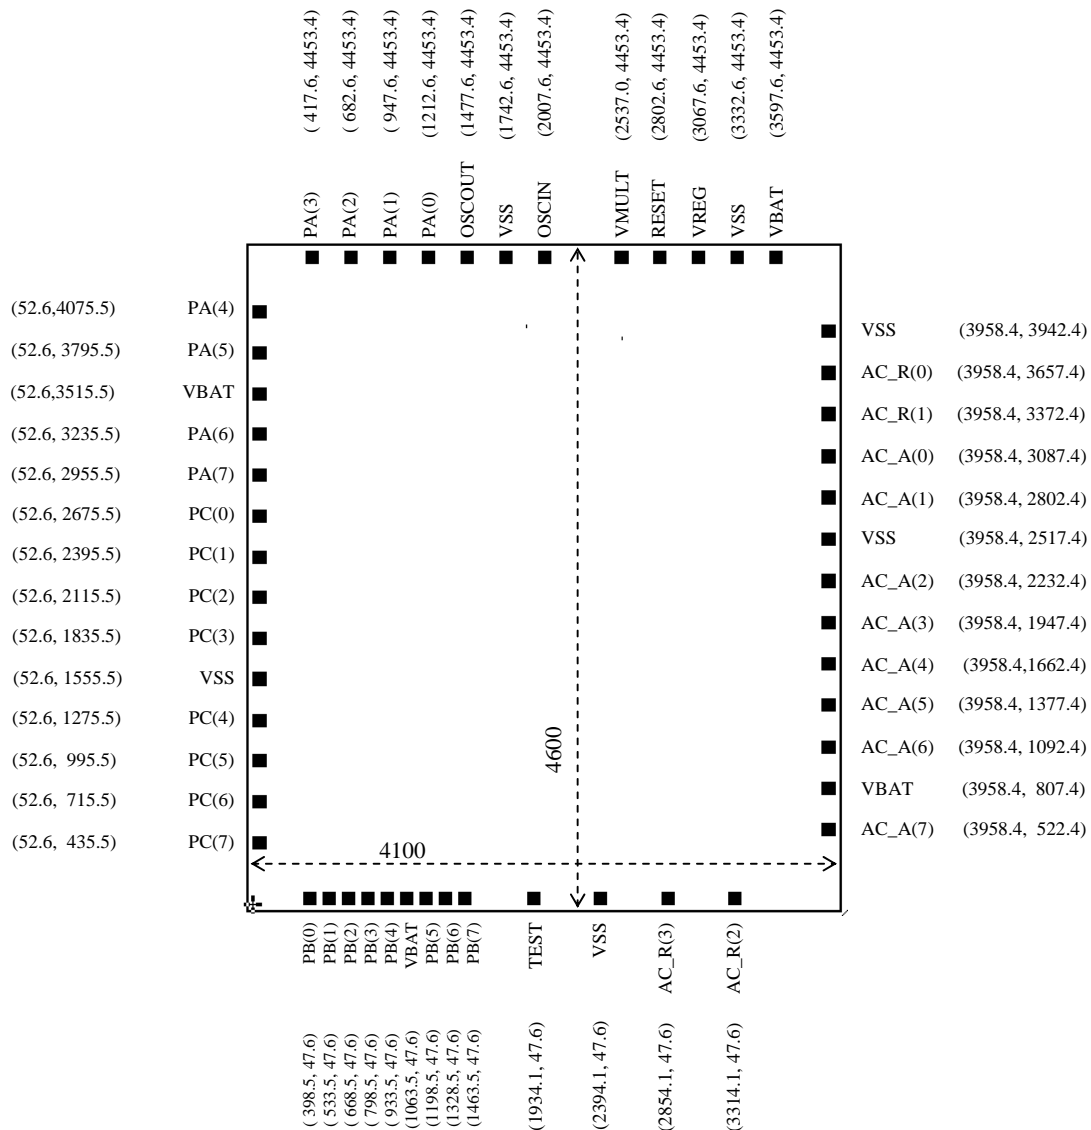 ( 417.6, 4453.4)
( 682.6, 4453.4)
( 947.6, 4453.4)
(1212.6, 4453.4)
(1477.6, 4453.4)
(1742.6, 4453.4)
(2007.6, 4453.4)
(2537.0, 4453.4)
(2802.6, 4453.4)
(3067.6, 4453.4)
(3332.6, 4453.4)
(3597.6, 4453.4)
PA(3)
PA(2)
PA(1)
PA(0)
OSCOUT
VSS
OSCIN
VMULT
RESET
VREG
VSS
VBAT
(52.6,4075.5) PA(4)
(52.6, 3795.5) PA(5)
(52.6,3515.5) VBAT
(52.6, 3235.5) PA(6)
(52.6, 2955.5) PA(7)
(52.6, 2675.5) PC(0)
(52.6, 2395.5) PC(1)
(52.6, 2115.5) PC(2)
(52.6, 1835.5) PC(3)
(52.6, 1555.5) VSS
(52.6, 1275.5) PC(4)
(52.6, 995.5) PC(5)
(52.6, 715.5) PC(6)
(52.6, 435.5) PC(7)
VSS (3958.4, 3942.4)
AC_R(0) (3958.4, 3657.4)
AC_R(1) (3958.4, 3372.4)
AC_A(0) (3958.4, 3087.4)
AC_A(1) (3958.4, 2802.4)
VSS (3958.4, 2517.4)
AC_A(2) (3958.4, 2232.4)
AC_A(3) (3958.4, 1947.4)
AC_A(4) (3958.4,1662.4)
AC_A(5) (3958.4, 1377.4)
AC_A(6) (3958.4, 1092.4)
VBAT (3958.4, 807.4)
AC_A(7) (3958.4, 522.4)
4600
4100
PB(0)
PB(1)
PB(2)
PB(3)
PB(4)
VBAT
PB(5)
PB(6)
PB(7)
TEST
VSS
AC_R(3)
AC_R(2)
( 398.5, 47.6)
( 533.5, 47.6)
( 668.5, 47.6)
( 798.5, 47.6)
( 933.5, 47.6)
(1063.5, 47.6)
(1198.5, 47.6)
(1328.5, 47.6)
(1463.5, 47.6)
(1934.1, 47.6)
(2394.1, 47.6)
(2854.1, 47.6)
(3314.1, 47.6)